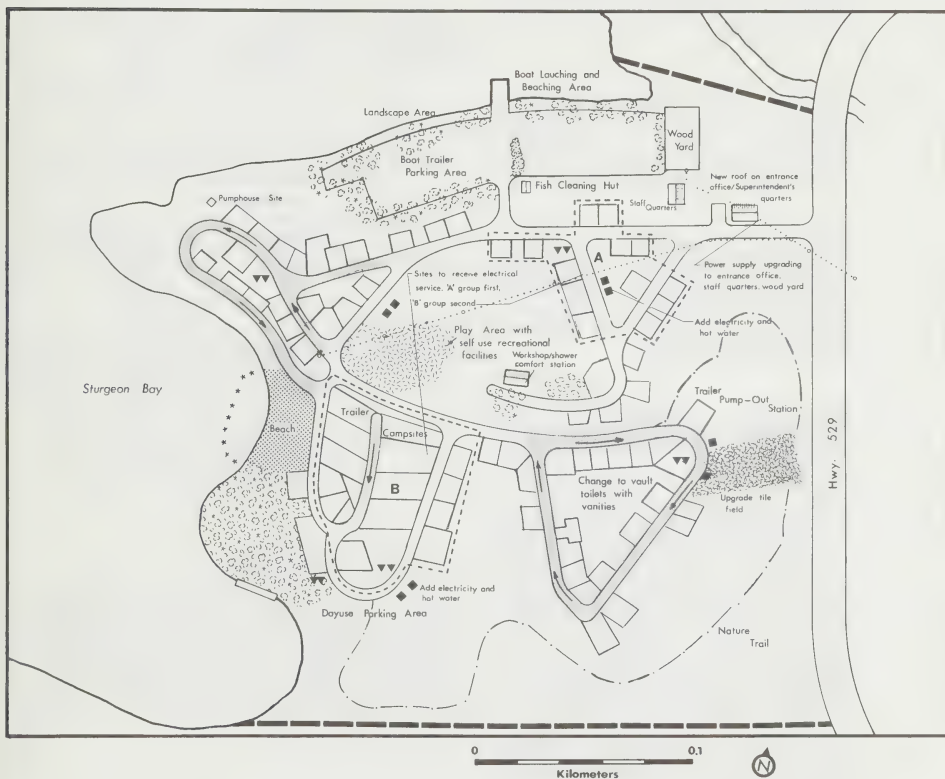 Boat Lauching and
Beaching Area
Landscape Area
Boat Trailer
Parking Area
Wood
Yard
Pumphouse Site
Fish Cleaning Hut
Staff Quarters
New roof on entrance
office/Superintendent's
quarters
A
Sites to receive electrical
service, 'A' group first,
'B' group second
Power supply upgrading
to entrance office,
staff quarters, wood yard
Add electricity and
hot water
Play Area with
self use recreational
facilities
Workshop/shower
comfort station
Sturgeon Bay
Beach
Trailer
Campsites
B
Trailer
Pump-Out
Station
Hwy. 529
Change to vault
toilets with
vanities
Upgrade tile
field
Add electricity and
hot water
Dayuse Parking Area
Nature
Trail
0 0.1
Kilometers
N